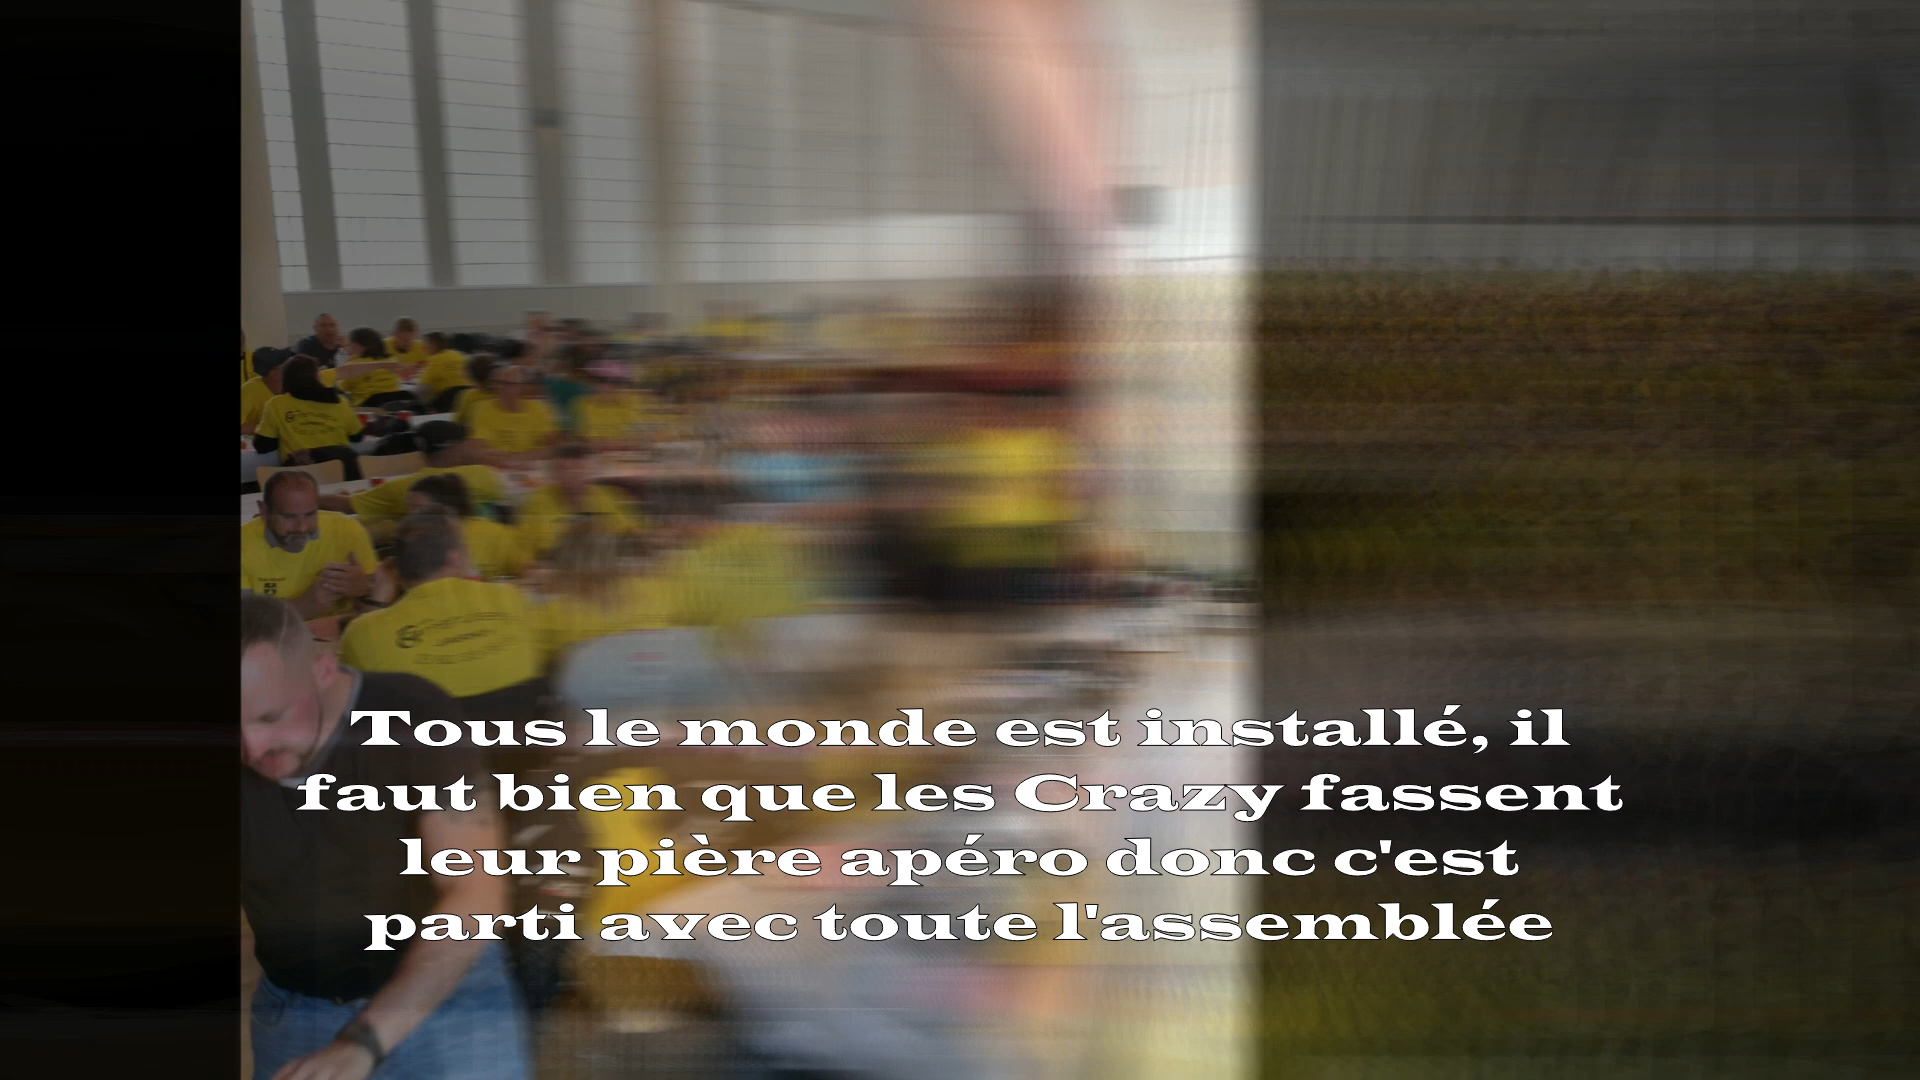 Tous le monde est installé, il
faut bien que les Crazy fassent
leur pière apéro donc c'est
parti avec toute l'assemblée